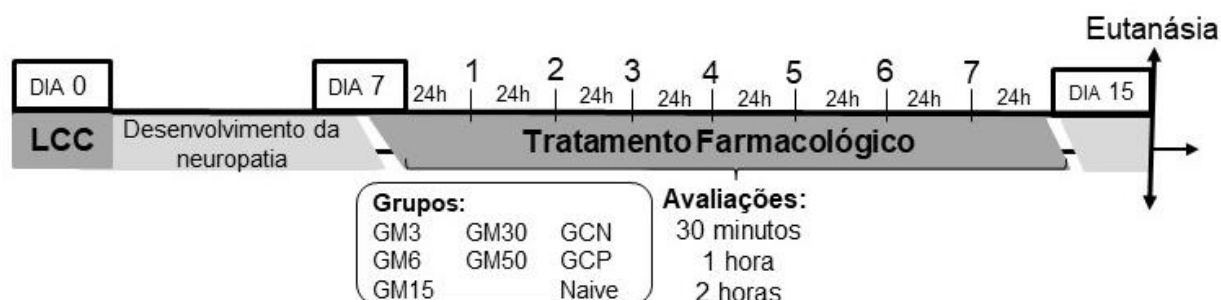 Eutanásia
DIA 0
DIA 7
1 2 3 4 5 6 7
24h 24h 24h 24h 24h 24h 24h 24h
DIA 15
LCC
Desenvolvimento da
neuropatia
Tratamento Farmacológico
Grupos:
GM3 GM30 GCN
GM6 GM50 GCP
GM15 Naive
Avaliações:
30 minutos
1 hora
2 horas